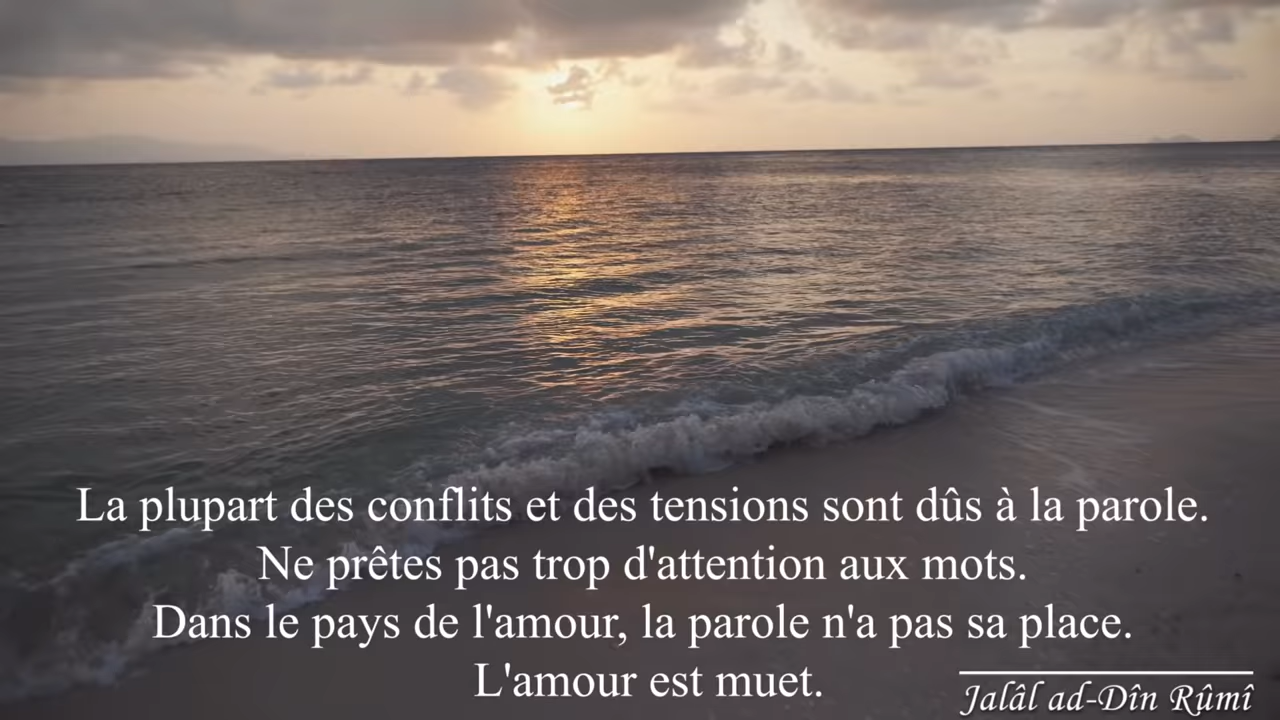 La plupart des conflits et des tensions sont dûs à la parole.
Ne prêtes pas trop d'attention aux mots.
Dans le pays de l'amour, la parole n'a pas sa place.
L'amour est muet.
Jalâl ad-Dîn Rûmî